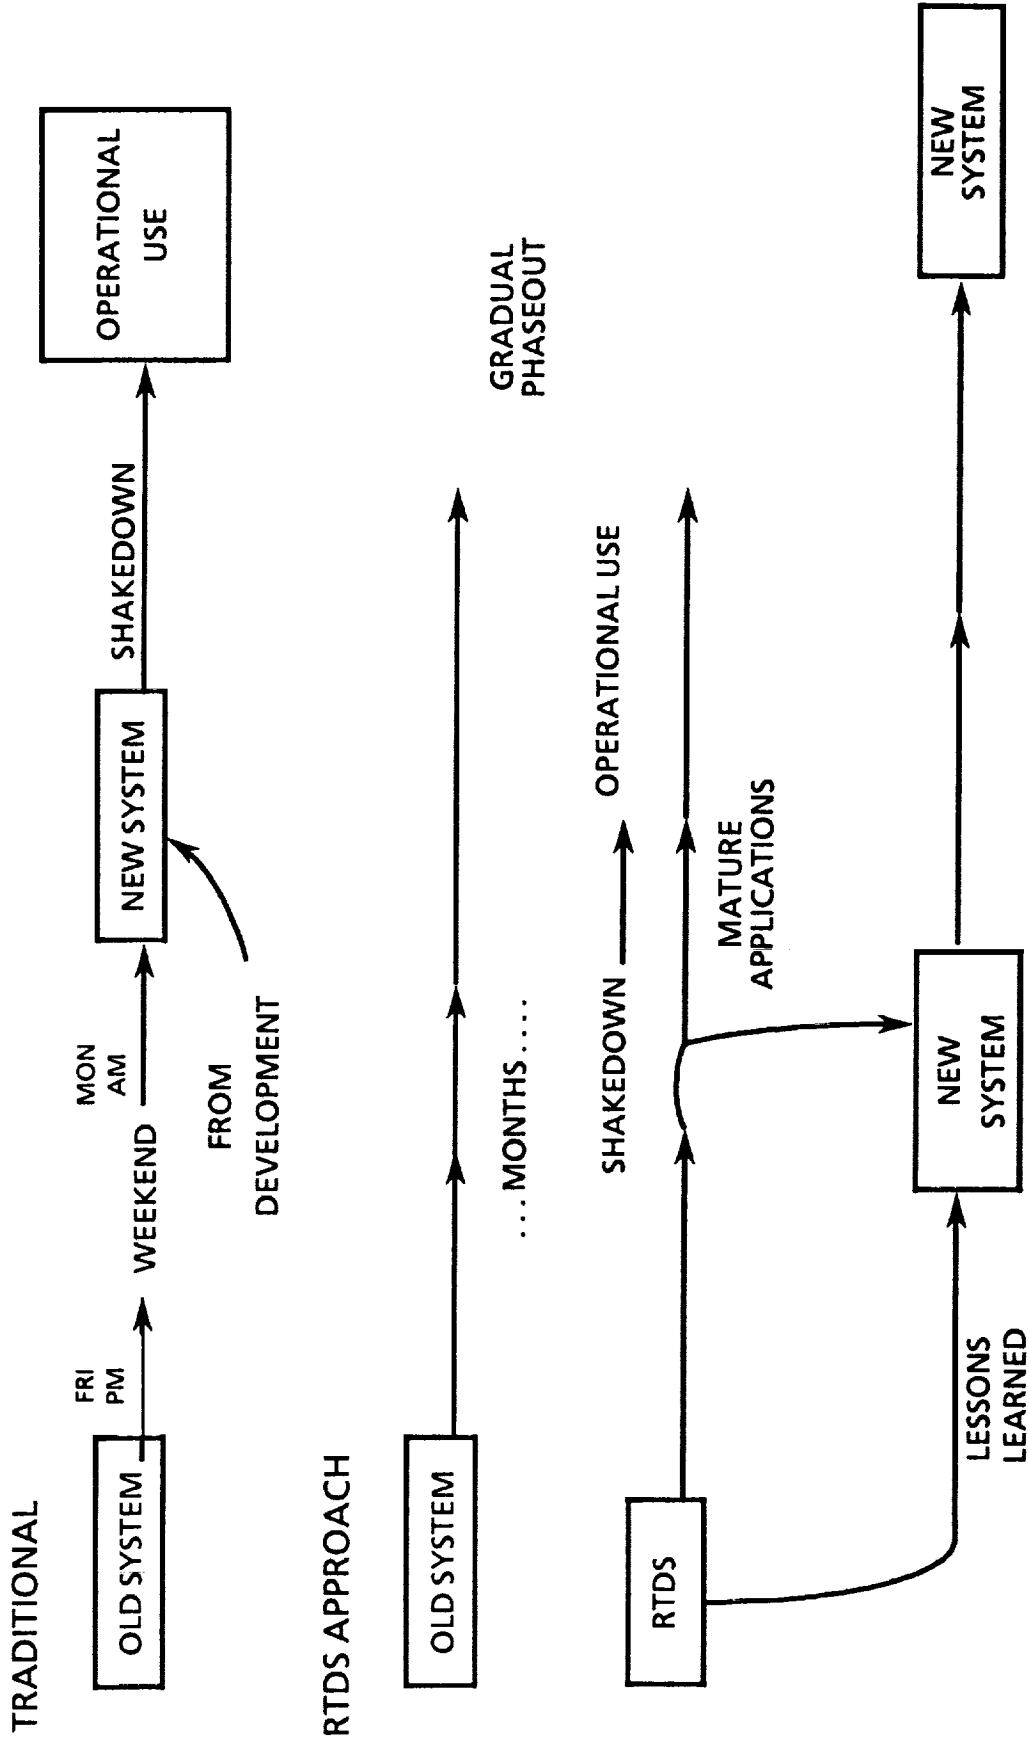 TRADITIONAL
OLD SYSTEM
FRI
PM
WEEKEND
MON
AM
NEW SYSTEM
SHAKEDOWN
OPERATIONAL
USE
FROM
DEVELOPMENT
RTDS APPROACH
OLD SYSTEM
....MONTHS.....
GRADUAL
PHASEOUT
SHAKEDOWN
OPERATIONAL USE
RTDS
MATURE
APPLICATIONS
LESSONS
LEARNED
NEW
SYSTEM
NEW
SYSTEM